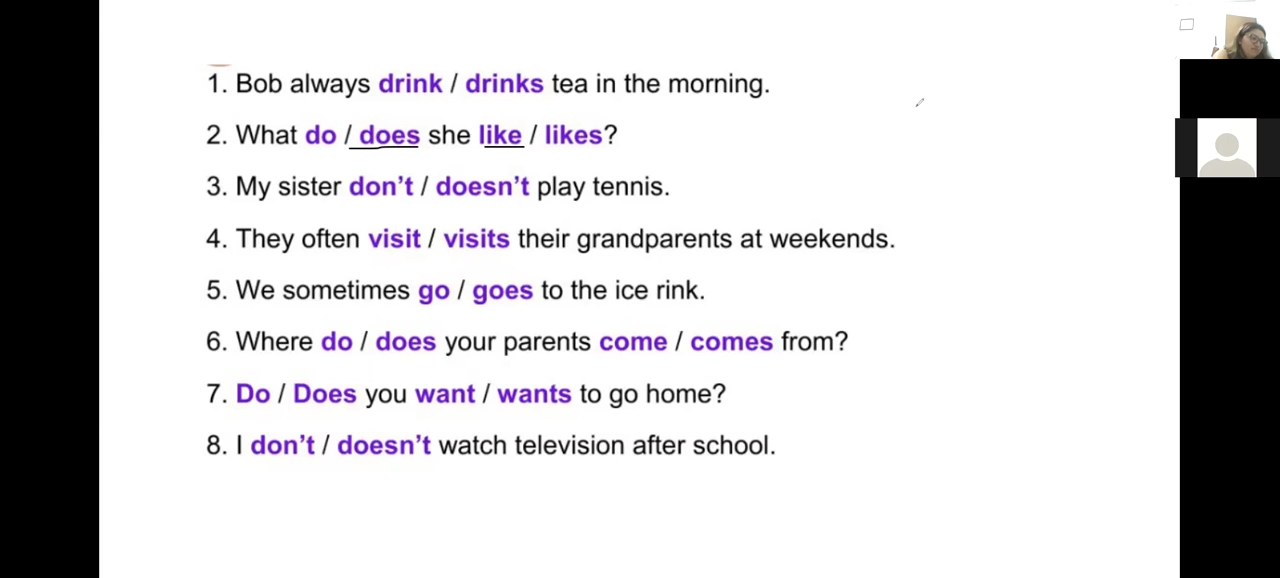 1. Bob always drink / drinks tea in the morning.
2. What do / does she like / likes?
3. My sister don’t / doesn’t play tennis.
4. They often visit / visits their grandparents at weekends.
5. We sometimes go / goes to the ice rink.
6. Where do / does your parents come / comes from?
7. Do / Does you want / wants to go home?
8. I don’t / doesn’t watch television after school.